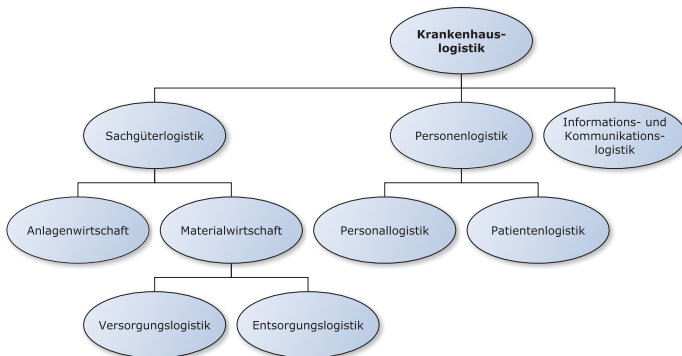 Krankenhaus-
logistik
Sachgüterlogistik
Personenlogistik
Informations- und
Kommunikations-
logistik
Anlagenwirtschaft
Materialwirtschaft
Personallogistik
Patientenlogistik
Versorgungslogistik
Entsorgungslogistik